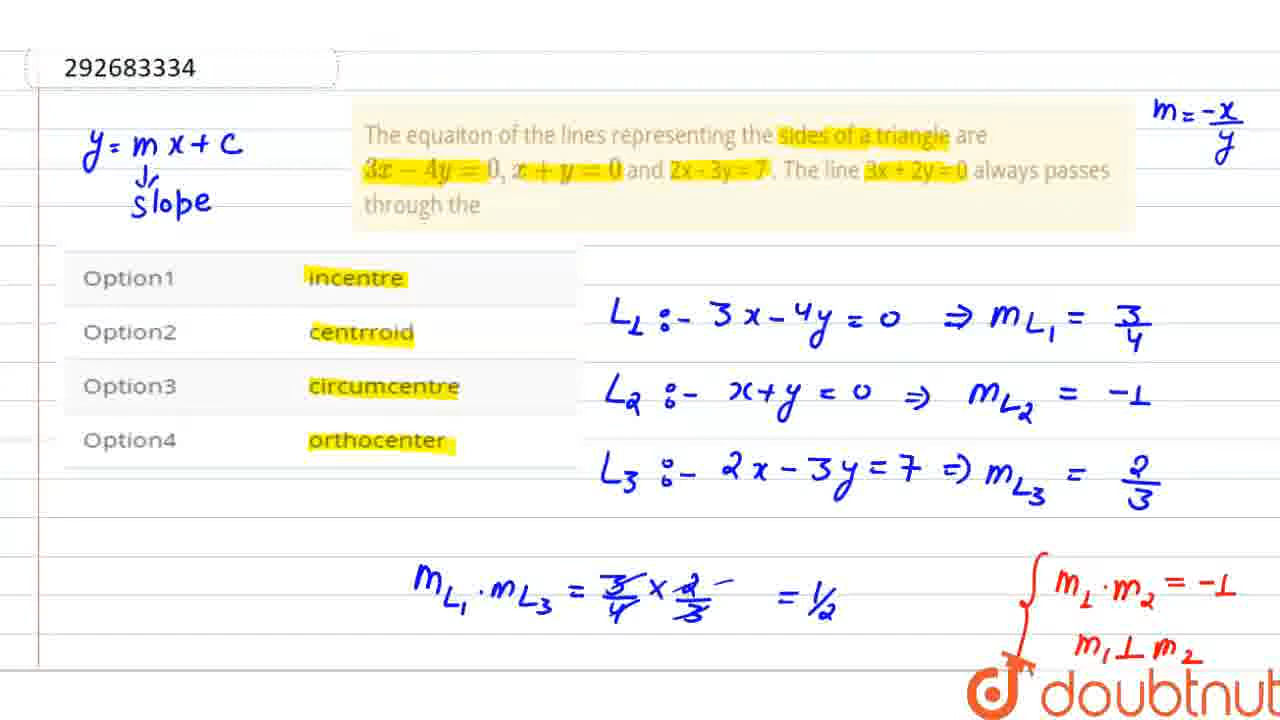 292683334
y = mx + c
↓
slope
m = -x/y
The equaiton of the lines representing the sides of a triangle are
3x − 4y = 0, x + y = 0 and 2x - 3y = 7 . The line 3x + 2y = 0 always passes
through the
Option1 incentre
Option2 centrroid
Option3 circumcentre
Option4 orthocenter
L1 :- 3x - 4y = 0 ⇒ mL1 = 3/4
L2 :- x+y = 0 ⇒ mL2 = -1
L3 :- 2x - 3y = 7 ⇒ mL3 = 2/3
mL1 . mL3 = 3/4 × 2/3 = 1/2
m1 . m2 = -1
m1 ⊥ m2
doubtnut